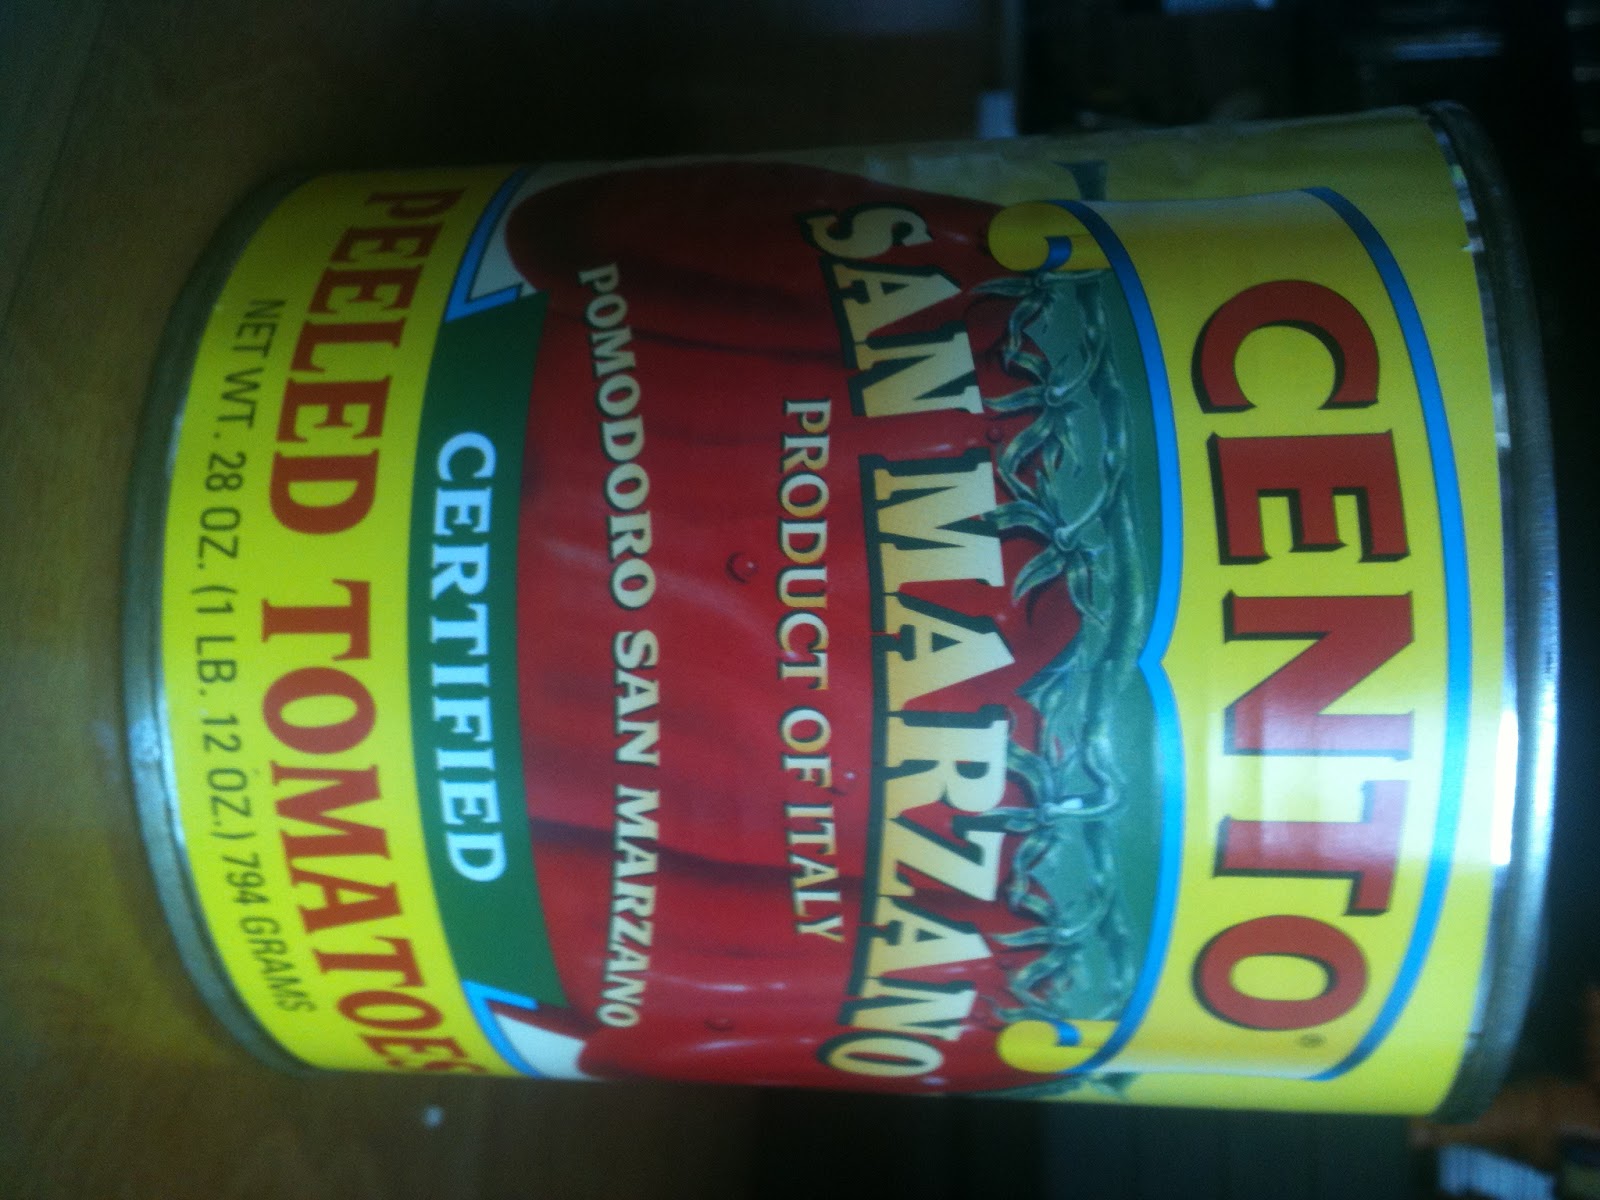 CENTO®
SAN MARZANO
PRODUCT OF ITALY
POMODORO SAN MARZANO
CERTIFIED
PEELED TOMATOES
NET WT. 28 OZ. (1 LB. 12 OZ.) 794 GRAMS